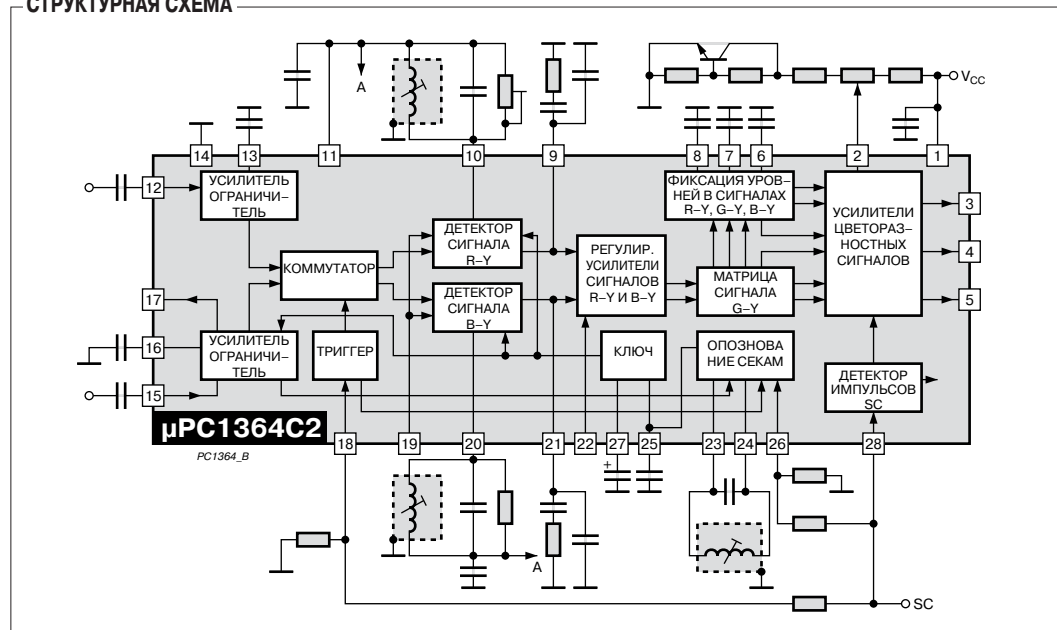 СТРУКТУРНАЯ СХЕМА
A
V_CC
14
13
11
10
9
8
7
6
2
1
12
УСИЛИТЕЛЬ
ОГРАНИЧИ–
ТЕЛЬ
КОММУТАТОР
ДЕТЕКТОР
СИГНАЛА
R–Y
ДЕТЕКТОР
СИГНАЛА
B–Y
РЕГУЛИР.
УСИЛИТЕЛИ
СИГНАЛОВ
R–Y И B–Y
ФИКСАЦИЯ УРОВ–
НЕЙ В СИГНАЛАХ
R–Y, G–Y, B–Y
МАТРИЦА
СИГНАЛА
G–Y
УСИЛИТЕЛИ
ЦВЕТОРАЗ–
НОСТНЫХ
СИГНАЛОВ
3
4
5
17
16
15
УСИЛИТЕЛЬ
ОГРАНИЧИ–
ТЕЛЬ
ТРИГГЕР
КЛЮЧ
ОПОЗНОВА
НИЕ СЕКАМ
ДЕТЕКТОР
ИМПУЛЬСОВ
SC
µPC1364C2
PC1364_B
18
19
20
21
22
27
25
23
24
26
28
+
A
SC